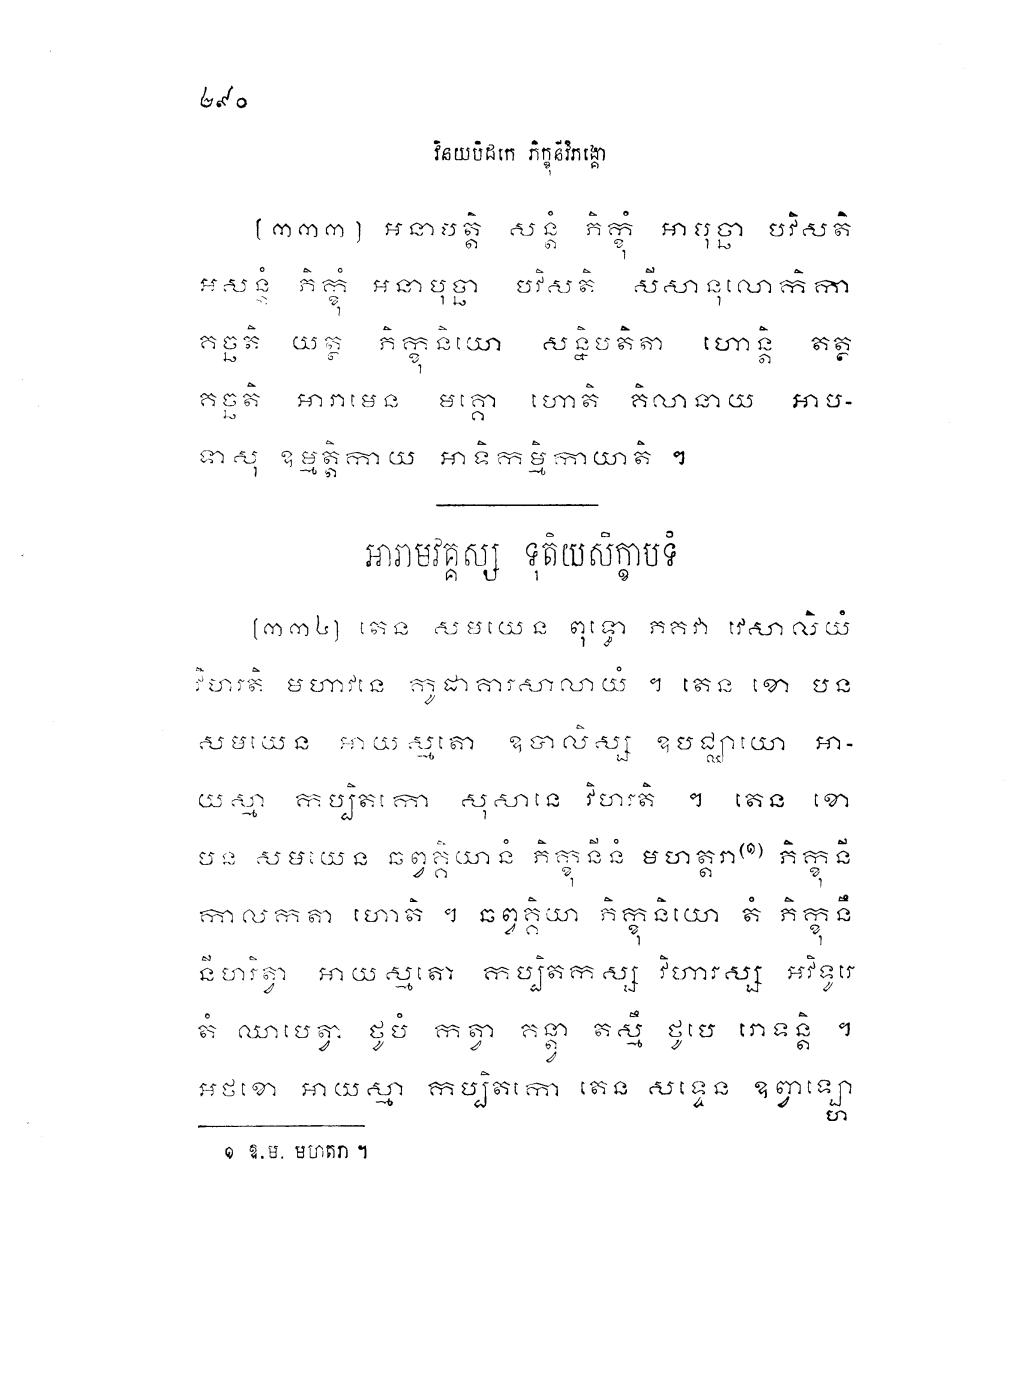 ២៩០
វិនយបិដកេ ភិក្ខុនីវិភង្គោ
(៣៣៣) អនាបត្តិ សន្តំ ភិក្ខុំ អាបុច្ឆា បវិសតិ
អសន្តំ ភិក្ខុំ អនាបុច្ឆា បវិសតិ សីសានុលោកិកា
គច្ឆតិ យត្ថ ភិក្ខុនិយោ សន្និបតិតា ហោន្តិ តត្ថ
គច្ឆតិ អារាមេន មគ្គោ ហោតិ គិលានាយ អាប-
ទាសុ ឧម្មត្តិកាយ អាទិកម្មិកាយាតិ ។
អារាមវគ្គស្ស ទុតិយសិក្ខាបទំ
(៣៣៤) តេន សមយេន ពុទ្ធោ ភគវា វេសាលិយំ
វិហរតិ មហាវនេ កូដាគារសាលាយំ ។ តេន ខោ បន
សមយេន អាយស្មតោ ឧបាលិស្ស ឧបជ្ឈាយោ អា-
យស្មា កប្បិតកោ សុសានេ វិហរតិ ។ តេន ខោ
បន សមយេន ឆព្វគ្គិយានំ ភិក្ខុនីនំ មហត្តរា(១) ភិក្ខុនី
កាលកតា ហោតិ ។ ឆព្វគ្គិយា ភិក្ខុនិយោ តំ ភិក្ខុនឹ
នីហរិត្វា អាយស្មតោ កប្បិតកស្ស វិហារស្ស អវិទូរេ
តំ ឈាបេត្វា ថូបំ កត្វា គន្ត្វា តស្មឹ ថូបេ រោទន្តិ ។
អថខោ អាយស្មា កប្បិតកោ តេន សទ្ទេន ឧព្វាឡ្ហោ
ហ
១ ឱ.ម. មហតរា ។